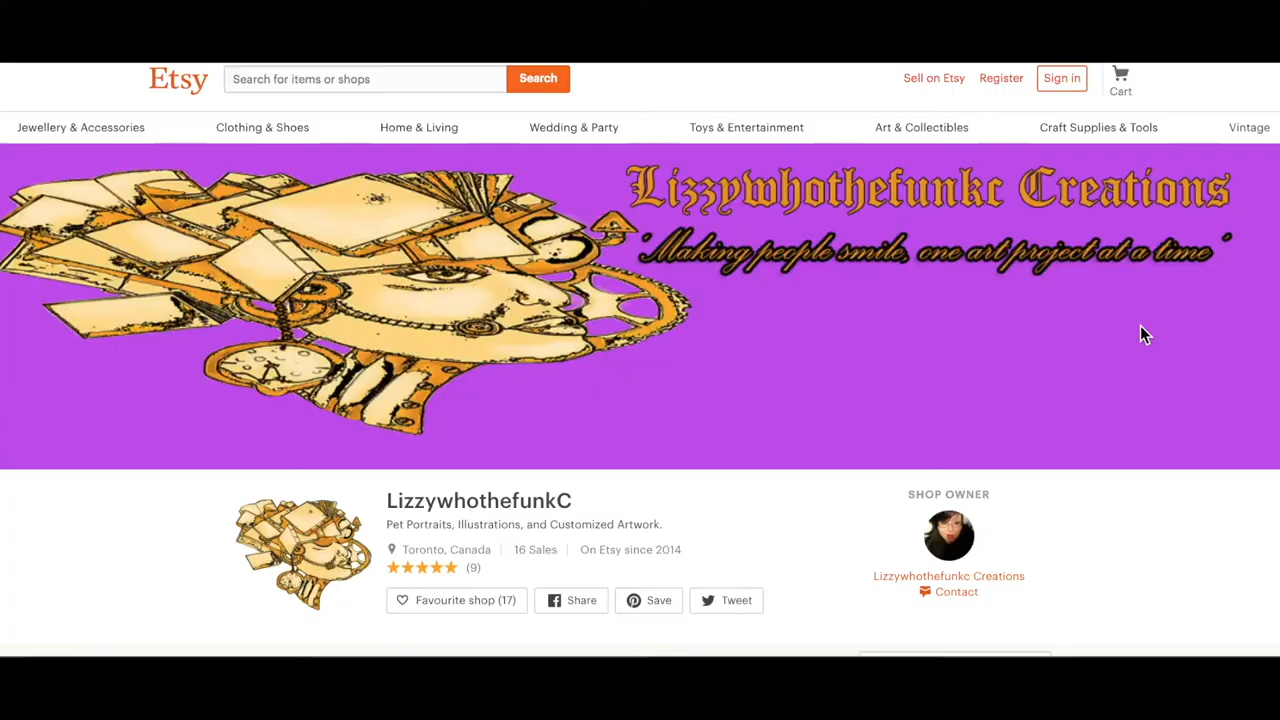 Etsy
Search for items or shops
Search
Sell on Etsy
Register
Sign in
Cart
Jewellery & Accessories
Clothing & Shoes
Home & Living
Wedding & Party
Toys & Entertainment
Art & Collectibles
Craft Supplies & Tools
Vintage
Lizzywhothefunkc Creations
"Making people smile, one art project at a time"
LizzywhothefunkC
Pet Portraits, Illustrations, and Customized Artwork.
Toronto, Canada
16 Sales
On Etsy since 2014
(9)
Favourite shop (17)
Share
Save
Tweet
SHOP OWNER
Lizzywhothefunkc Creations
Contact